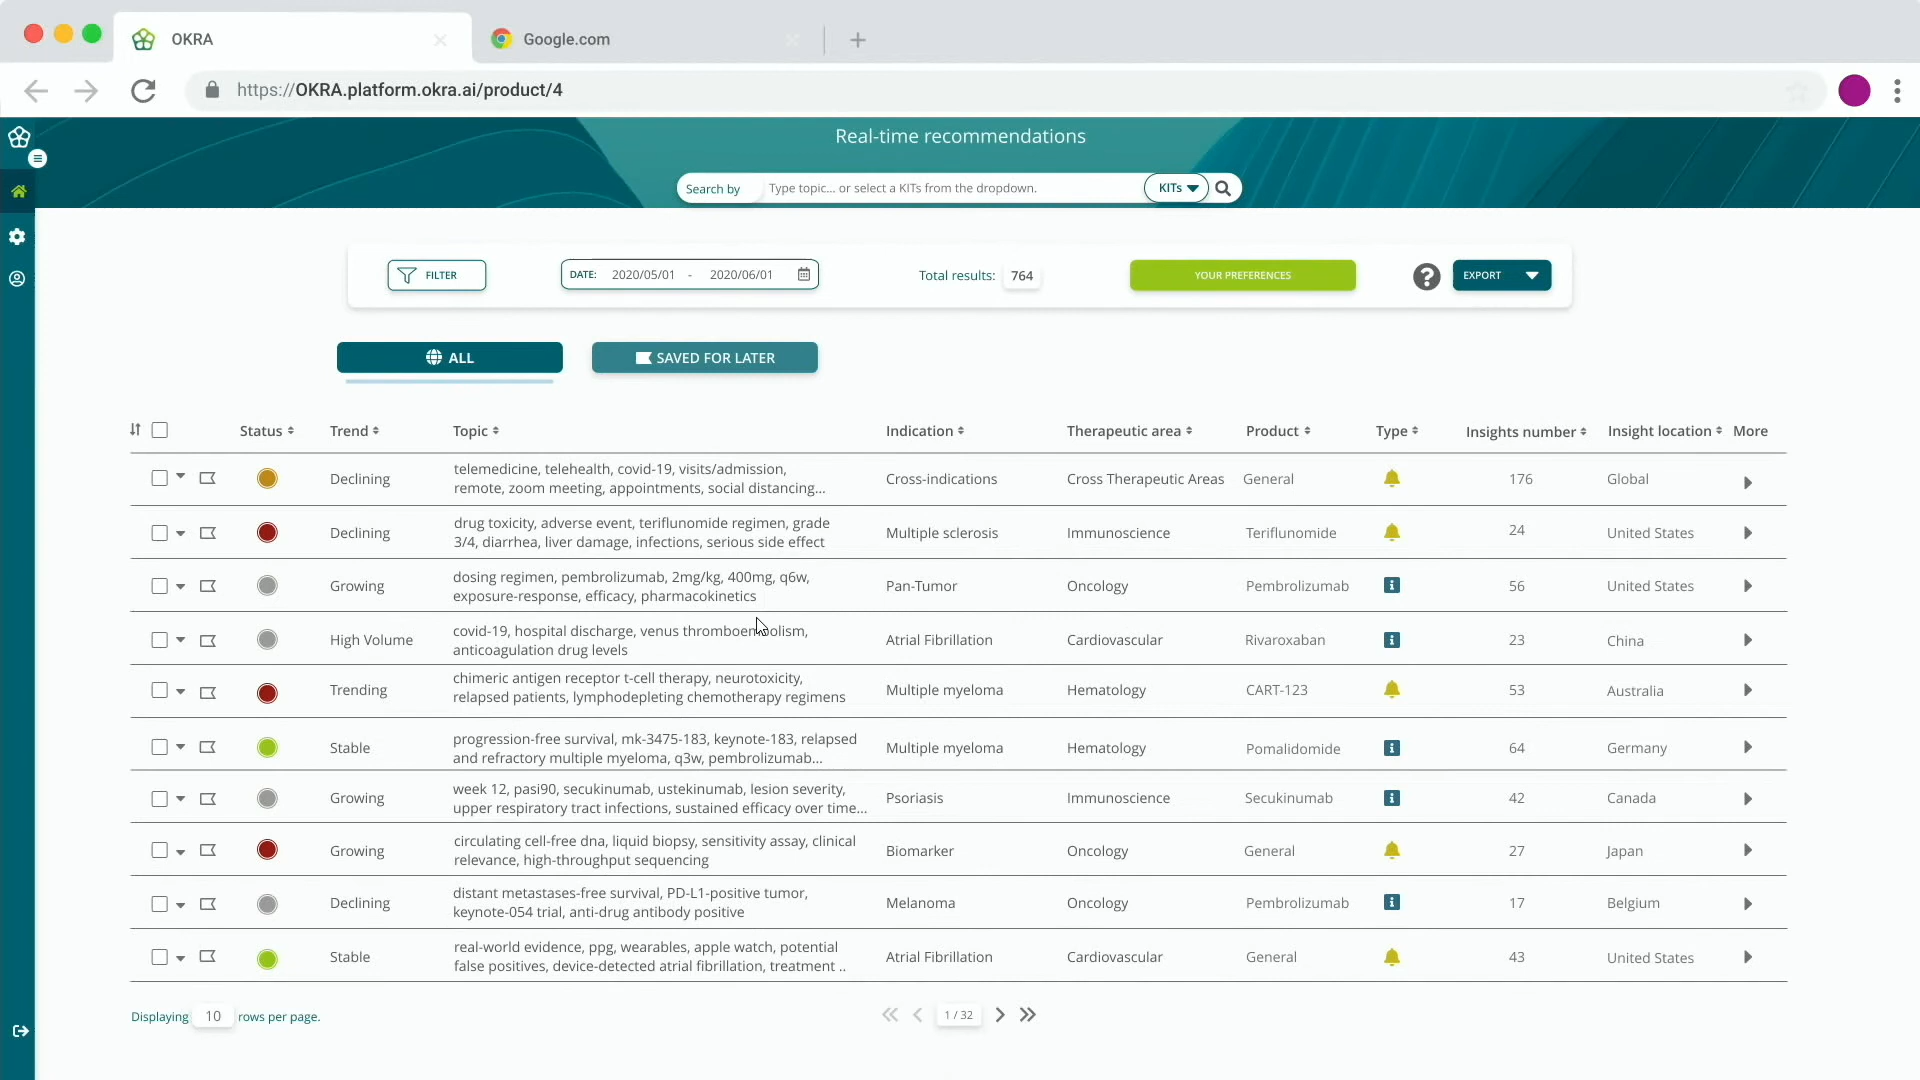 OKRA
Google.com
https://OKRA.platform.okra.ai/product/4
Real-time recommendations
Search by Type topic... or select a KITs from the dropdown. KITs
FILTER DATE: 2020/05/01 - 2020/06/01 Total results: 764 YOUR PREFERENCES ? EXPORT
ALL SAVED FOR LATER
Status Trend Topic Indication Therapeutic area Product Type Insights number Insight location More
telemedicine, telehealth, covid-19, visits/admission,
Declining Cross-indications Cross Therapeutic Areas General 176 Global
remote, zoom meeting, appointments, social distancing...
drug toxicity, adverse event, teriflunomide regimen, grade
Declining Multiple sclerosis Immunoscience Teriflunomide 24 United States
3/4, diarrhea, liver damage, infections, serious side effect
dosing regimen, pembrolizumab, 2mg/kg, 400mg, q6w,
Growing Pan-Tumor Oncology Pembrolizumab i 56 United States
exposure-response, efficacy, pharmacokinetics
covid-19, hospital discharge, venus thromboembolism,
High Volume Atrial Fibrillation Cardiovascular Rivaroxaban i 23 China
anticoagulation drug levels
chimeric antigen receptor t-cell therapy, neurotoxicity,
Trending Multiple myeloma Hematology CART-123 53 Australia
relapsed patients, lymphodepleting chemotherapy regimens
progression-free survival, mk-3475-183, keynote-183, relapsed
Stable Multiple myeloma Hematology Pomalidomide i 64 Germany
and refractory multiple myeloma, q3w, pembrolizumab...
week 12, pasi90, secukinumab, ustekinumab, lesion severity,
Growing Psoriasis Immunoscience Secukinumab i 42 Canada
upper respiratory tract infections, sustained efficacy over time...
circulating cell-free dna, liquid biopsy, sensitivity assay, clinical
Growing Biomarker Oncology General 27 Japan
relevance, high-throughput sequencing
distant metastases-free survival, PD-L1-positive tumor,
Declining Melanoma Oncology Pembrolizumab i 17 Belgium
keynote-054 trial, anti-drug antibody positive
real-world evidence, ppg, wearables, apple watch, potential
Stable Atrial Fibrillation Cardiovascular General 43 United States
false positives, device-detected atrial fibrillation, treatment ..
Displaying 10 rows per page. 1 / 32